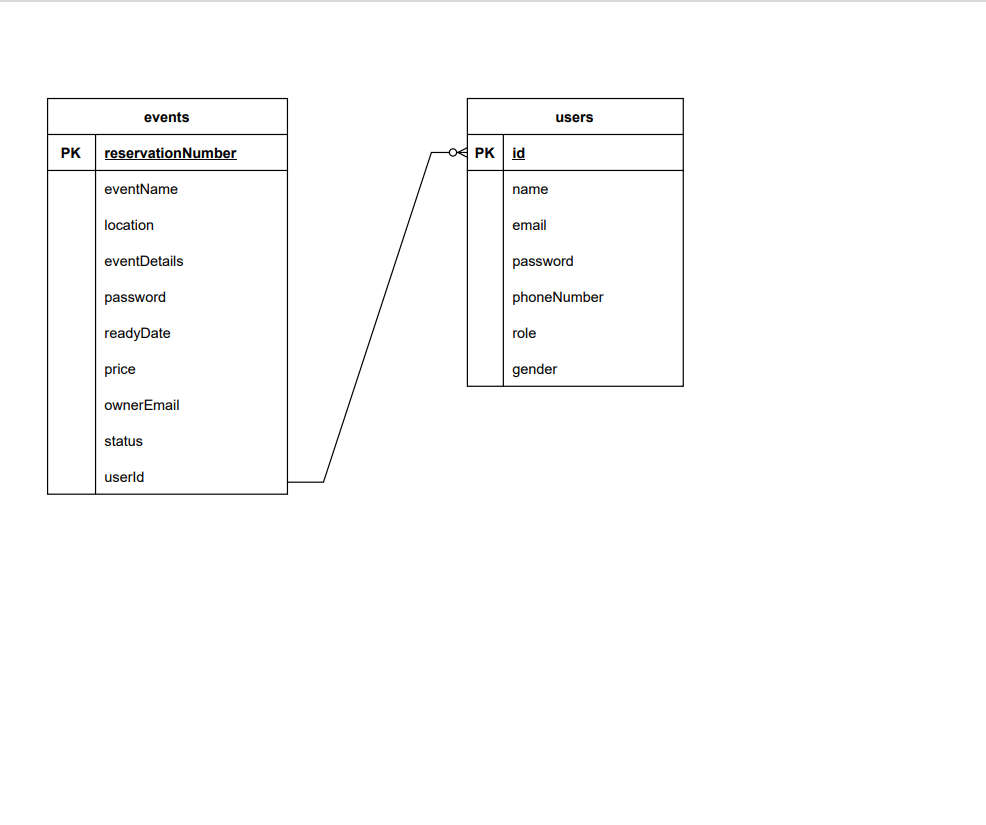 events
PK reservationNumber
eventName
location
eventDetails
password
readyDate
price
ownerEmail
status
userId
users
PK id
name
email
password
phoneNumber
role
gender